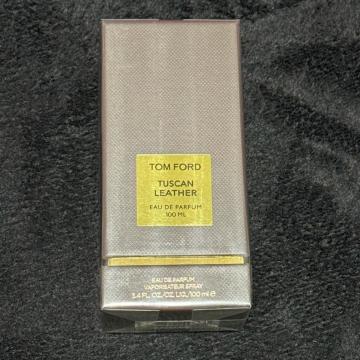 TOM FORD
TUSCAN
LEATHER
EAU DE PARFUM
100 ML
EAU DE PARFUM
VAPORISATEUR SPRAY
3.4 FL. OZ./OZ. LIQ./100 ml ℮